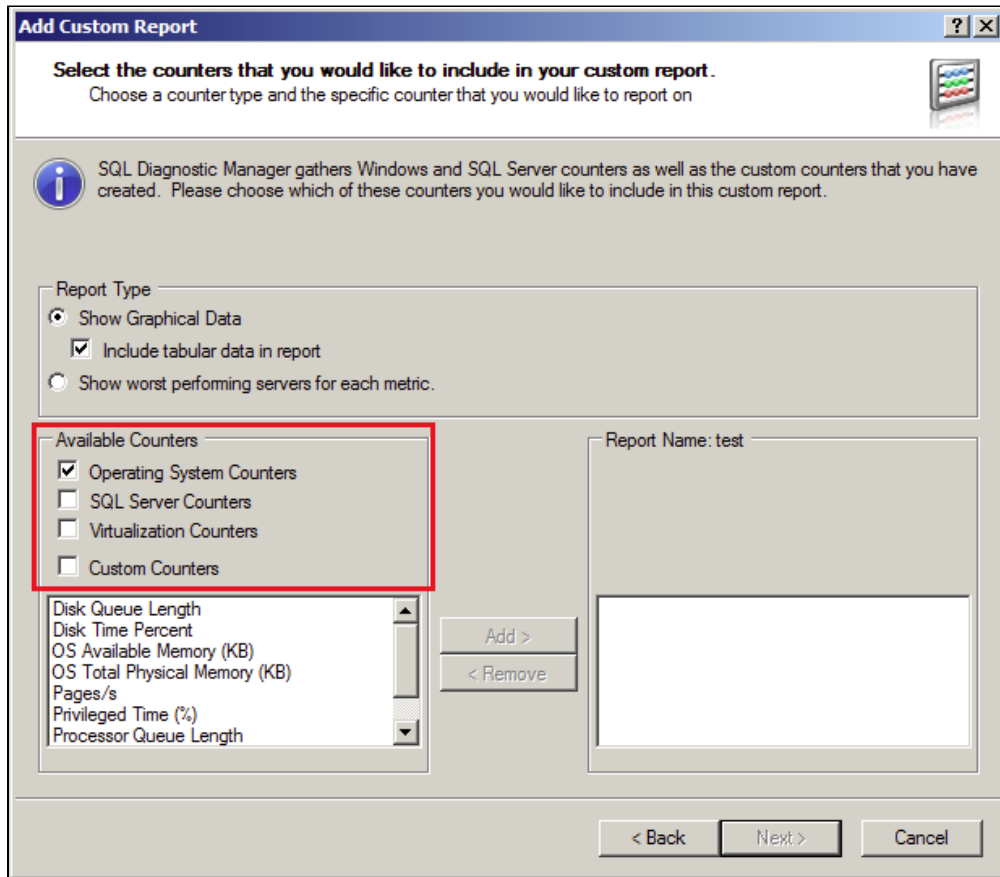 Add Custom Report
Select the counters that you would like to include in your custom report.
Choose a counter type and the specific counter that you would like to report on
SQL Diagnostic Manager gathers Windows and SQL Server counters as well as the custom counters that you have
created. Please choose which of these counters you would like to include in this custom report.
Report Type
Show Graphical Data
Include tabular data in report
Show worst performing servers for each metric.
Available Counters
Operating System Counters
SQL Server Counters
Virtualization Counters
Custom Counters
Disk Queue Length
Disk Time Percent
OS Available Memory (KB)
OS Total Physical Memory (KB)
Pages/s
Privileged Time (%)
Processor Queue Length
Add >
< Remove
Report Name: test
< Back
Next >
Cancel